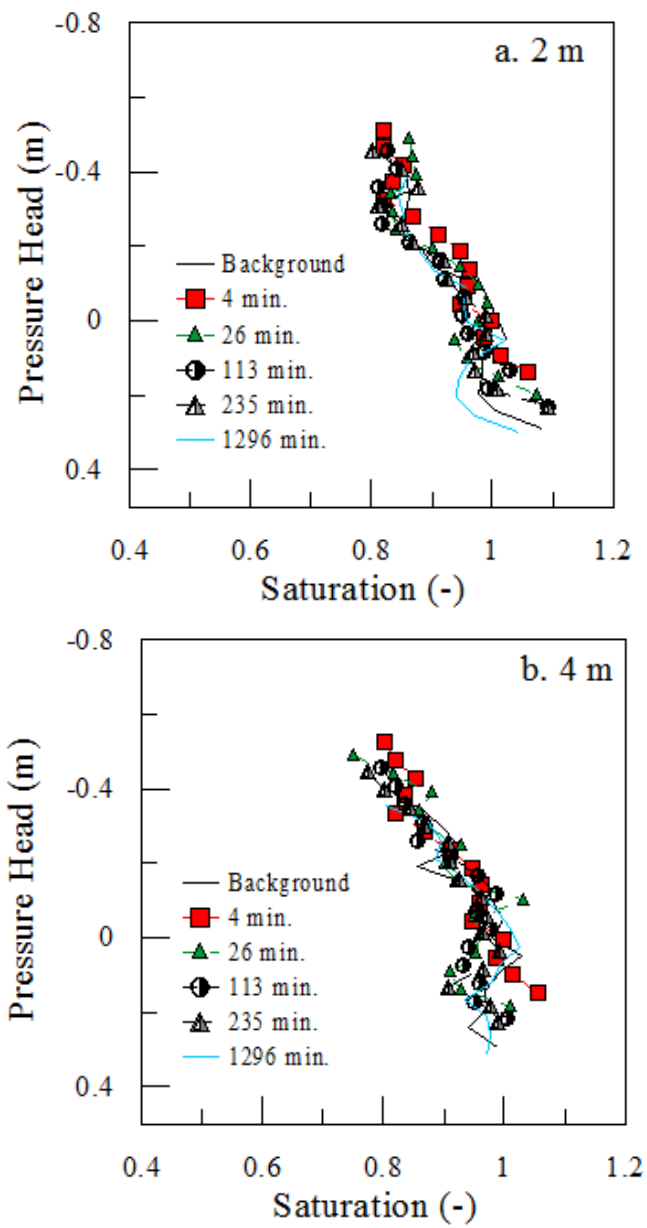 -0.8
a. 2 m
-0.4
0
0.4
Pressure Head (m)
Background
4 min.
26 min.
113 min.
235 min.
1296 min.
0.4
0.6
0.8
1
1.2
Saturation (-)
-0.8
b. 4 m
-0.4
0
0.4
Pressure Head (m)
Background
4 min.
26 min.
113 min.
235 min.
1296 min.
0.4
0.6
0.8
1
1.2
Saturation (-)